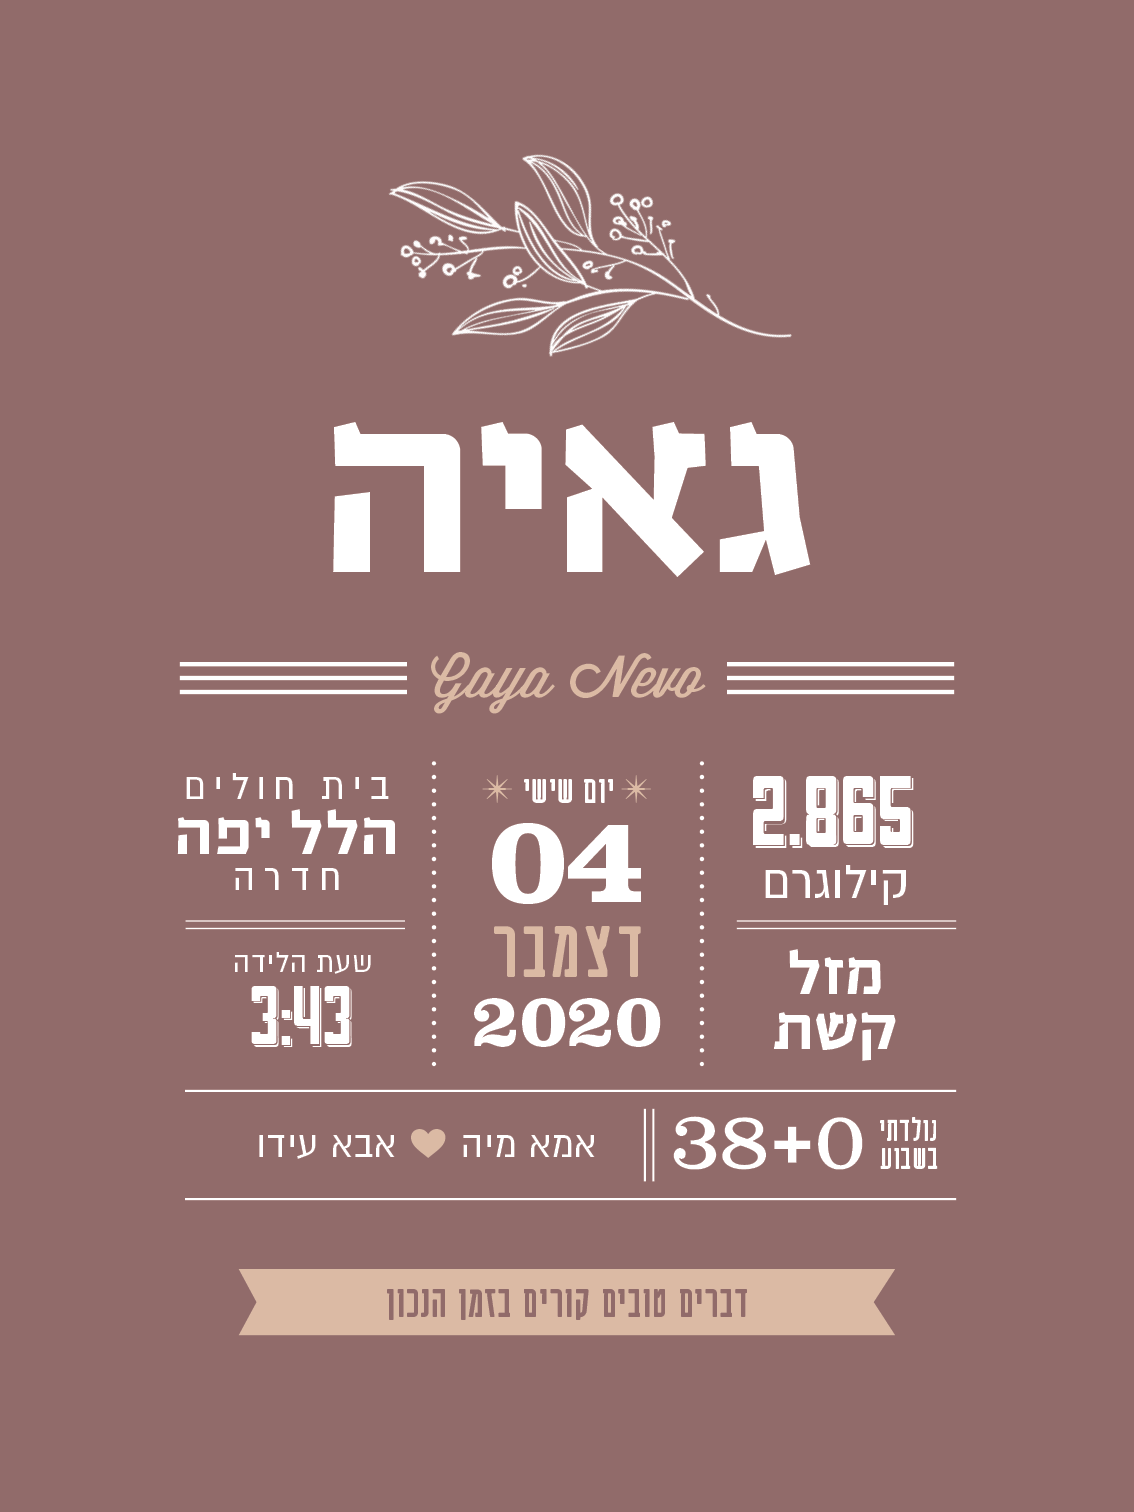 גאיה
Gaya Nevo
2.865
קילוגרם
מזל
קשת
יום שישי
04
דצמבר
2020
בית חולים
הלל יפה
חדרה
שעת הלידה
3:43
נולדתי
בשבוע
38+0
אמא מיה אבא עידו
דברים טובים קורים בזמן הנכון